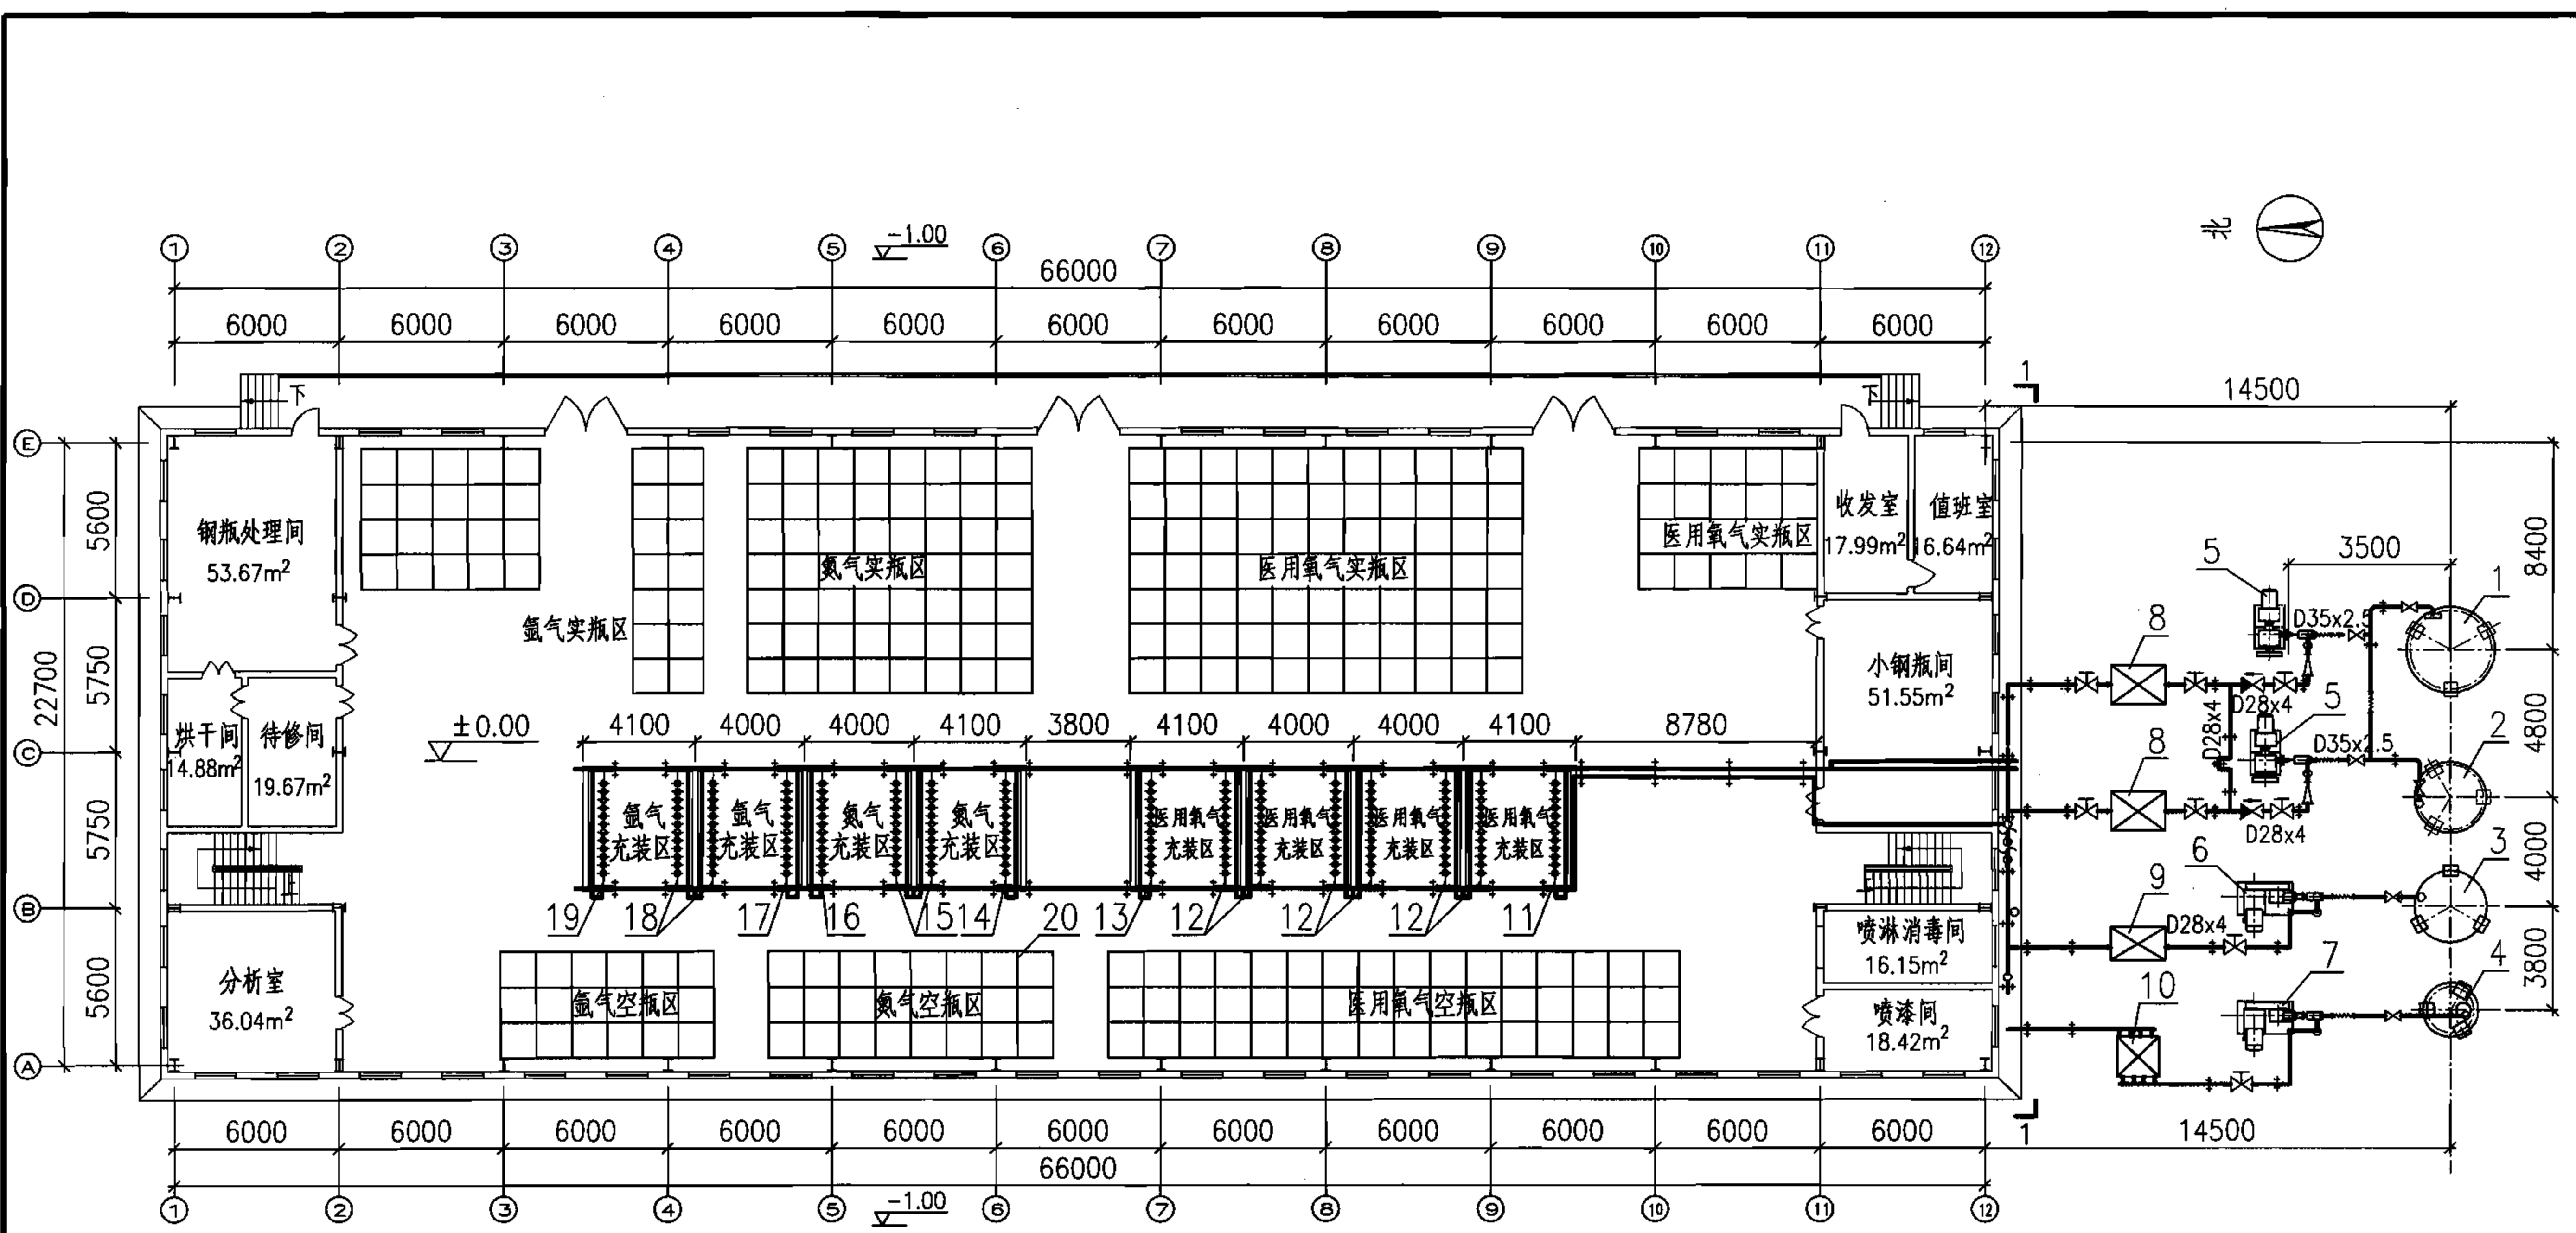 北
① ② ③ ④ ⑤ -1.00 ⑥ ⑦ ⑧ ⑨ ⑩ ⑪ ⑫
66000
6000 6000 6000 6000 6000 6000 6000 6000 6000 6000 6000
1
14500
下 下
Ⓔ
Ⓓ
Ⓒ
Ⓑ
Ⓐ
22700
5600
5750
5750
5600
钢瓶处理间
53.67m²
烘干间
14.88m²
待修间
19.67m²
分析室
36.04m²
±0.00
氩气实瓶区
氮气实瓶区
医用氧气实瓶区
医用氧气实瓶区
收发室
17.99m²
值班室
16.64m²
小钢瓶间
51.55m²
4100 4000 4000 4100 3800 4100 4000 4000 4100 8780
氩气
充装区
氩气
充装区
氮气
充装区
氮气
充装区
医用氧气
充装区
医用氧气
充装区
医用氧气
充装区
医用氧气
充装区
19 18 17 16 15 14 20 13 12 12 12 11
氩气空瓶区
氮气空瓶区
医用氧气空瓶区
喷淋消毒间
16.15m²
喷漆间
18.42m²
3500
5
D35x2.5
1
8
D28x4
D28x4
5
D35x2.5
2
8
D28x4
6
3
9
D28x4
7
4
10
8400
4800
4000
3800
6000 6000 6000 6000 6000 6000 6000 6000 6000 6000 6000
1
14500
66000
① ② ③ ④ ⑤ -1.00 ⑥ ⑦ ⑧ ⑨ ⑩ ⑪ ⑫